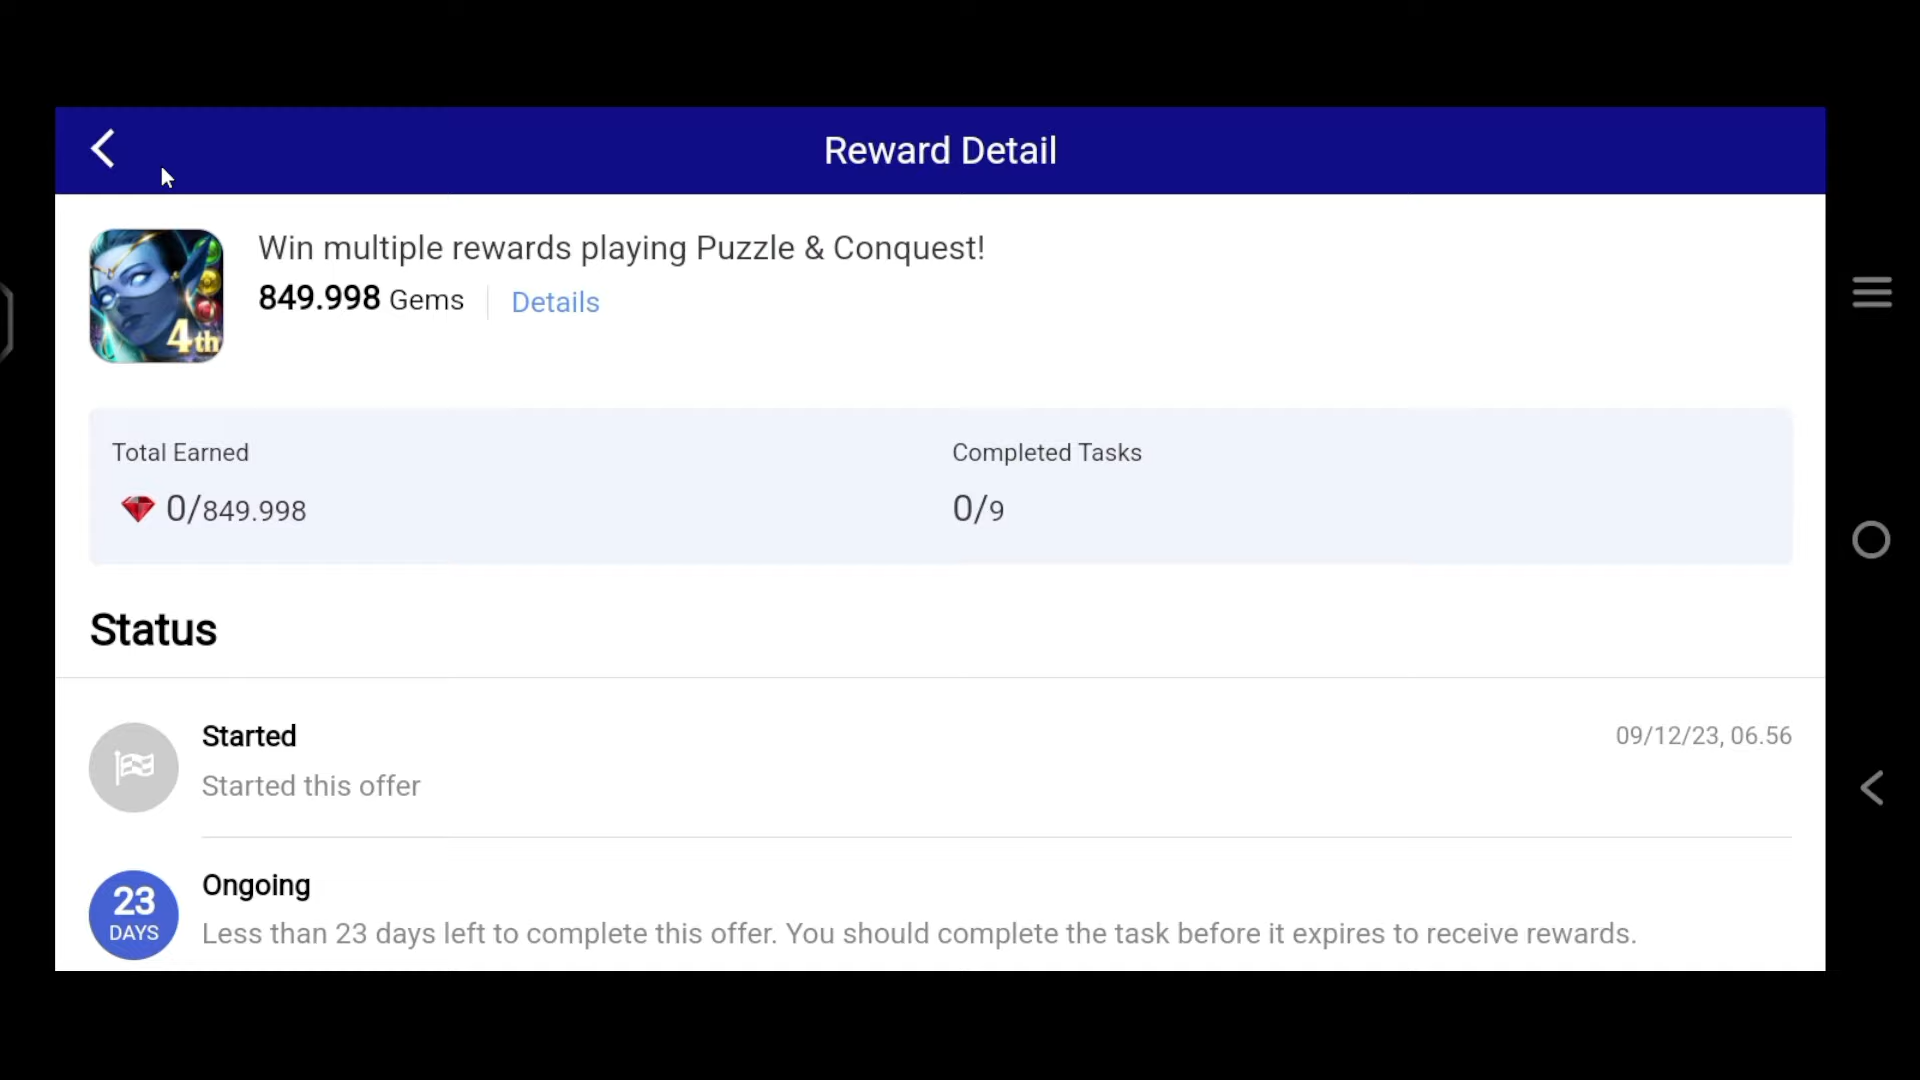 Reward Detail
Win multiple rewards playing Puzzle & Conquest!
849.998 Gems
Details
4th
Total Earned
Completed Tasks
0/849.998
0/9
Status
Started
09/12/23, 06.56
Started this offer
23
DAYS
Ongoing
Less than 23 days left to complete this offer. You should complete the task before it expires to receive rewards.